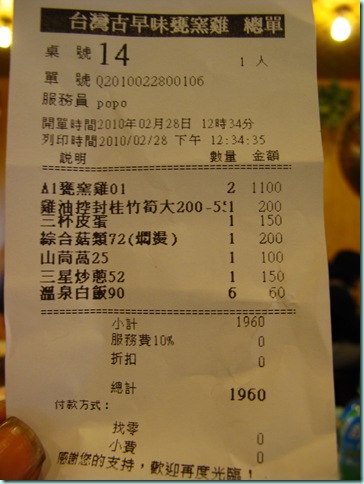 台灣古早味甕窯雞 總單
桌 號 14 1 人
單 號 Q2010022800106
服務員 popo
開單時間2010年02月28日 12時34分
列印時間2010/02/28 下午 12:34:35
說明 數量 金額
A1甕窯雞01 2 1100
雞油控封桂竹筍大200-55 1 200
三杯皮蛋 1 150
綜合菇類72(燜燙) 1 200
山茼萵25 1 100
三星炒蔥52 1 150
溫泉白飯90 6 60
小計 1960
服務費10% 0
折扣 0
總計 1960
付款方式:
找零 0
小費 0
感謝您的支持,歡迎再度光臨!